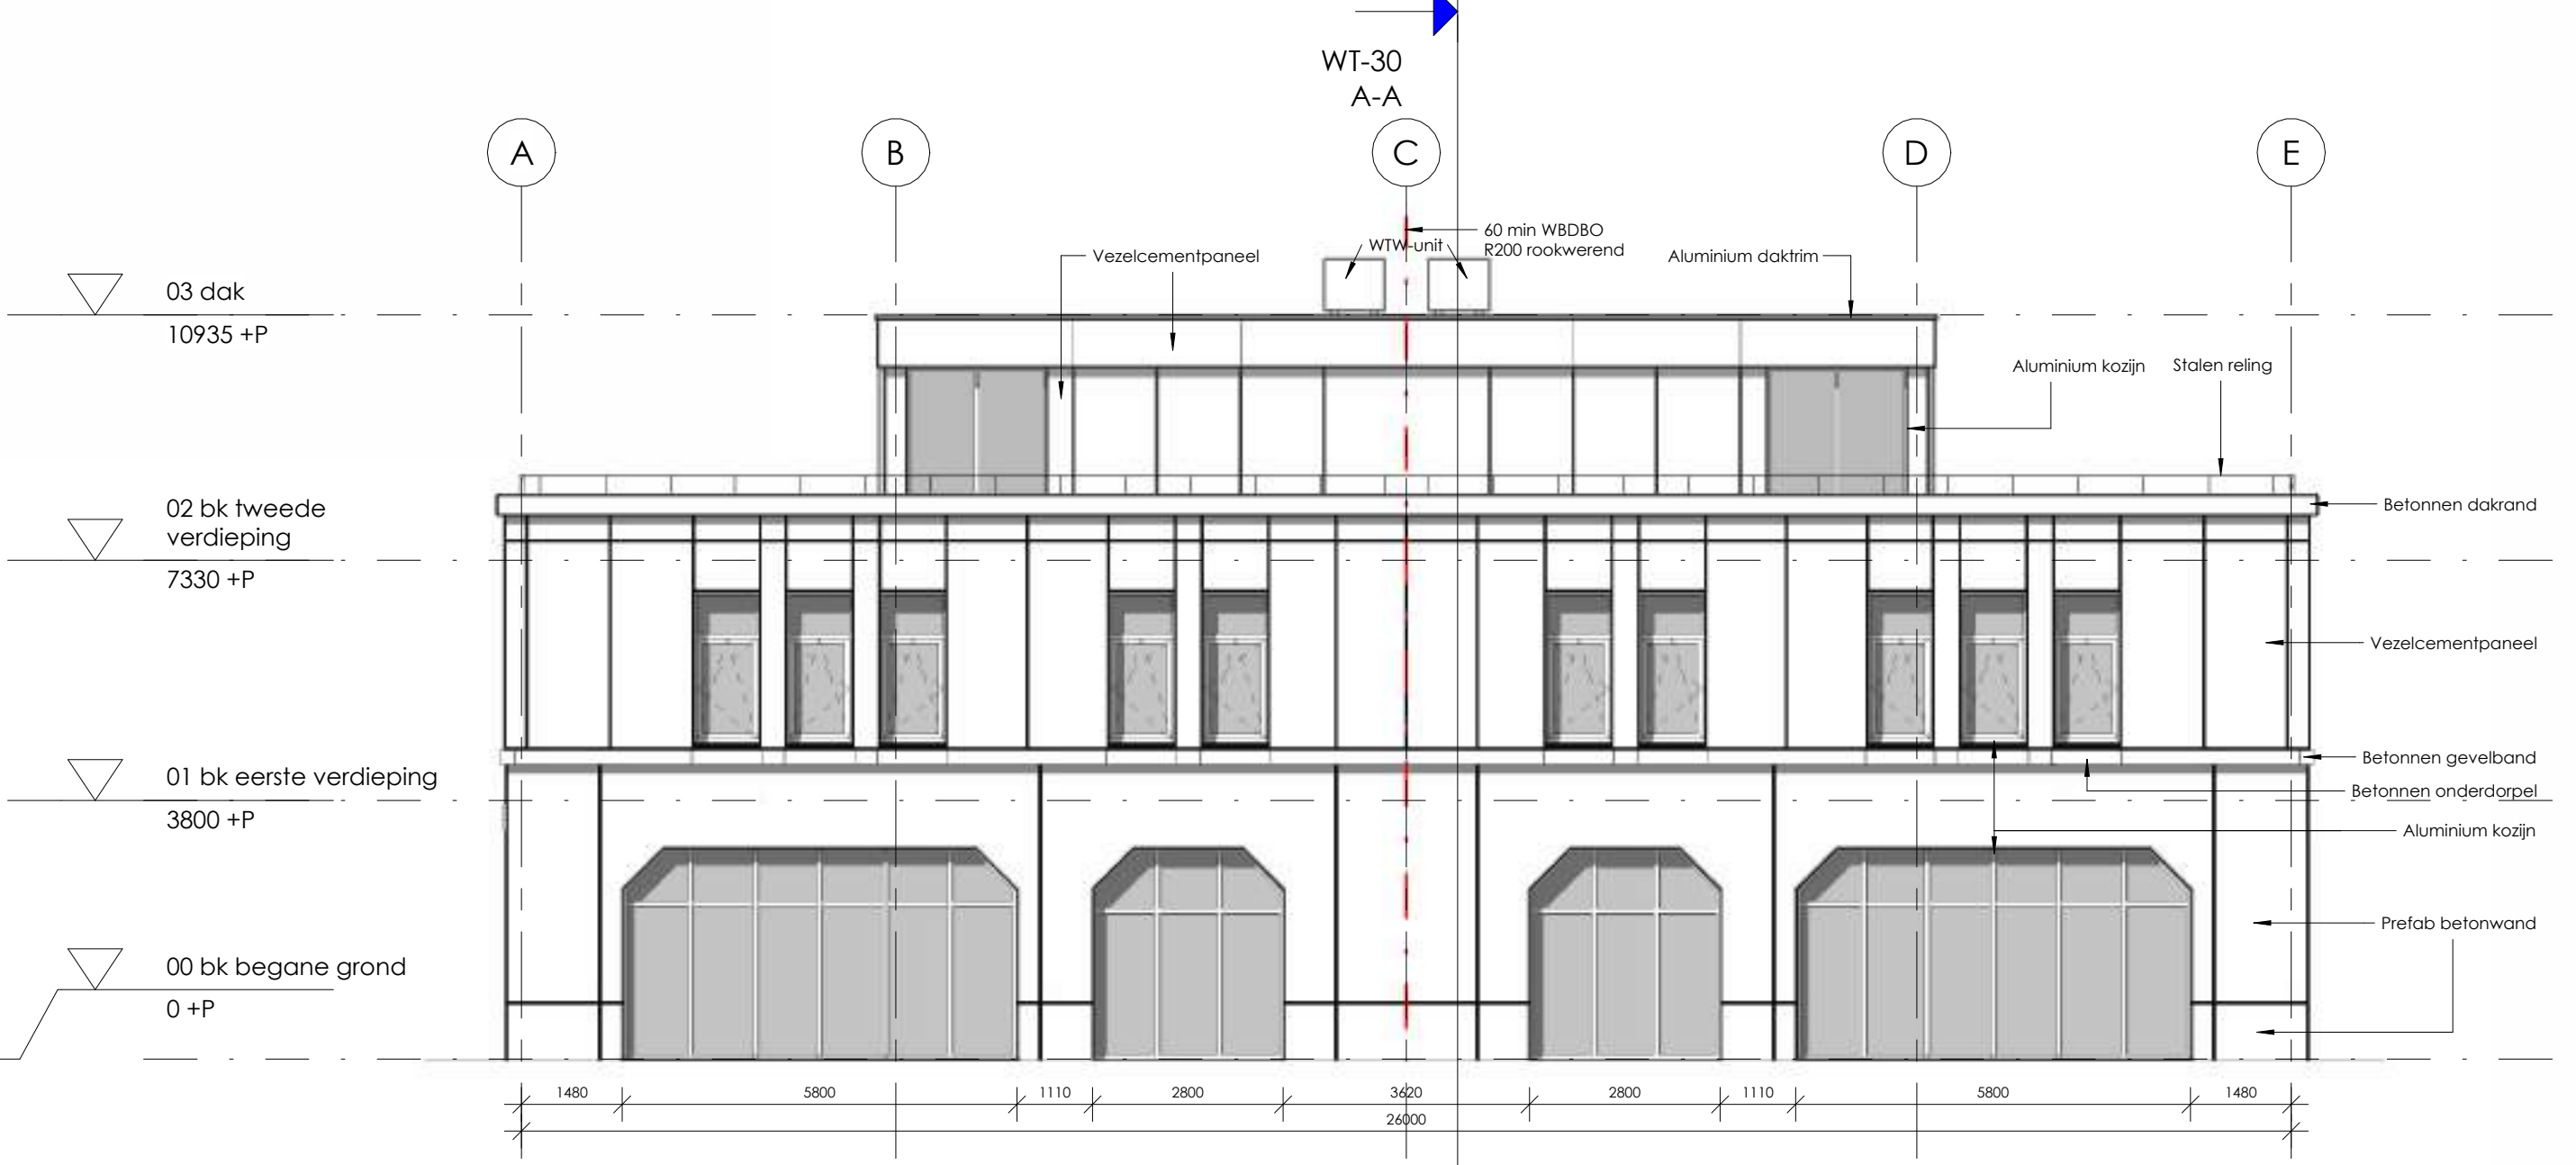 WT-30
A-A
A
B
C
D
E
60 min WBDBO
R200 rookwerend
WTW-unit
Vezelcementpaneel
Aluminium daktrim
03 dak
10935 +P
Aluminium kozijn
Stalen reling
02 bk tweede
verdieping
7330 +P
Betonnen dakrand
Vezelcementpaneel
01 bk eerste verdieping
3800 +P
Betonnen gevelband
Betonnen onderdorpel
Aluminium kozijn
Prefab betonwand
00 bk begane grond
0 +P
1480 5800 1110 2800 3620 2800 1110 5800 1480
26000